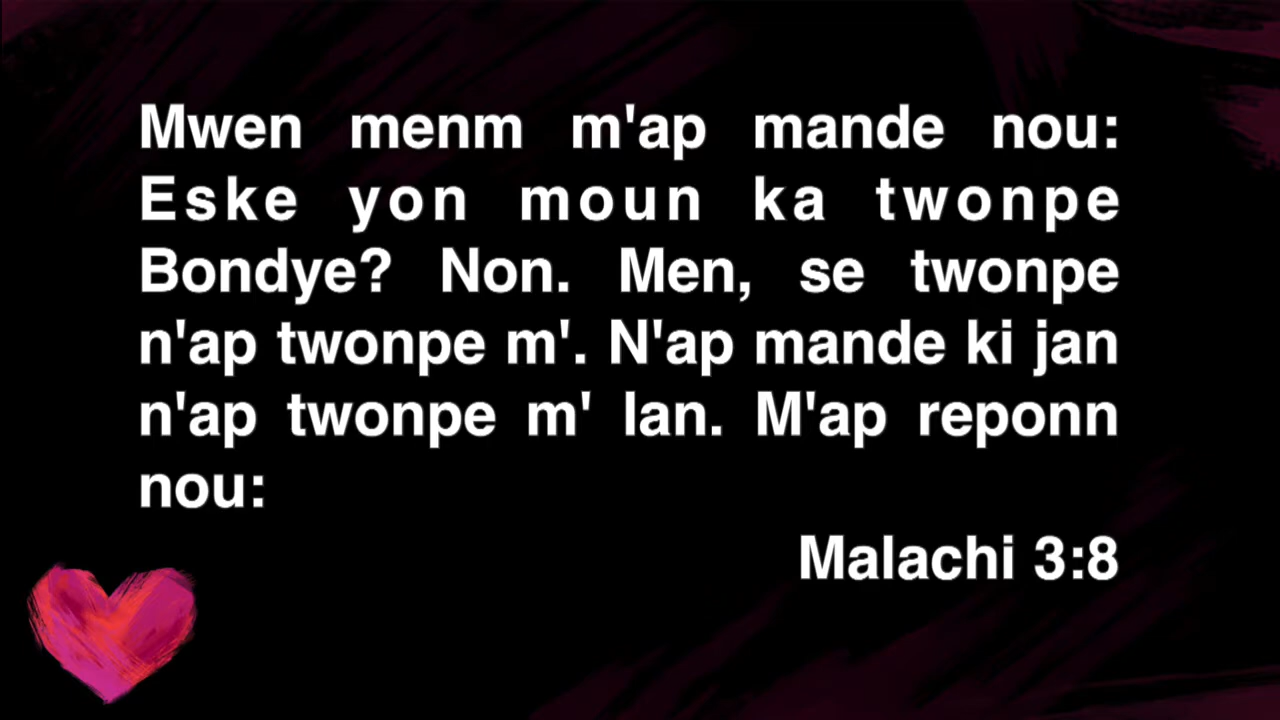 Mwen menm m'ap mande nou:
Eske yon moun ka twonpe
Bondye? Non. Men, se twonpe
n'ap twonpe m'. N'ap mande ki jan
n'ap twonpe m' lan. M'ap reponn
nou:
Malachi 3:8